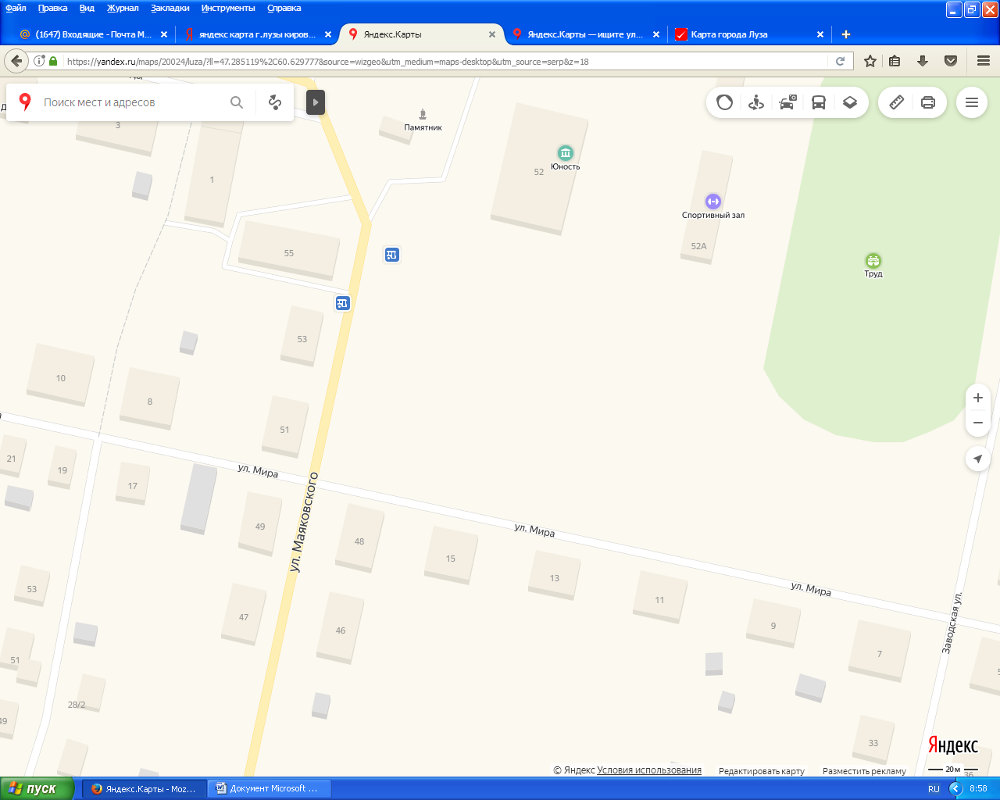 Файл Правка Вид Журнал Закладки Инструменты Справка
(1647) Входящие - Почта M...
яндекс карта г.лузы киров...
Яндекс.Карты
Яндекс.Карты — ищите ул...
Карта города Луза
https://yandex.ru/maps/20024/luza/?ll=47.285119%2C60.629777&source=wizgeo&utm_medium=maps-desktop&utm_source=serp&z=18
Поиск мест и адресов
3
Памятник
1
52
Юность
Спортивный зал
52А
55
Труд
53
10
8
51
21
19
17
ул. Мира
ул. Маяковского
49
48
ул. Мира
15
13
ул. Мира
53
11
47
46
9
7
Заводская ул.
51
28/2
49
33
36
Яндекс
20 м
© Яндекс Условия использования
Редактировать карту
Разместить рекламу
пуск
Яндекс.Карты - Moz...
Документ Microsoft ...
RU
8:58